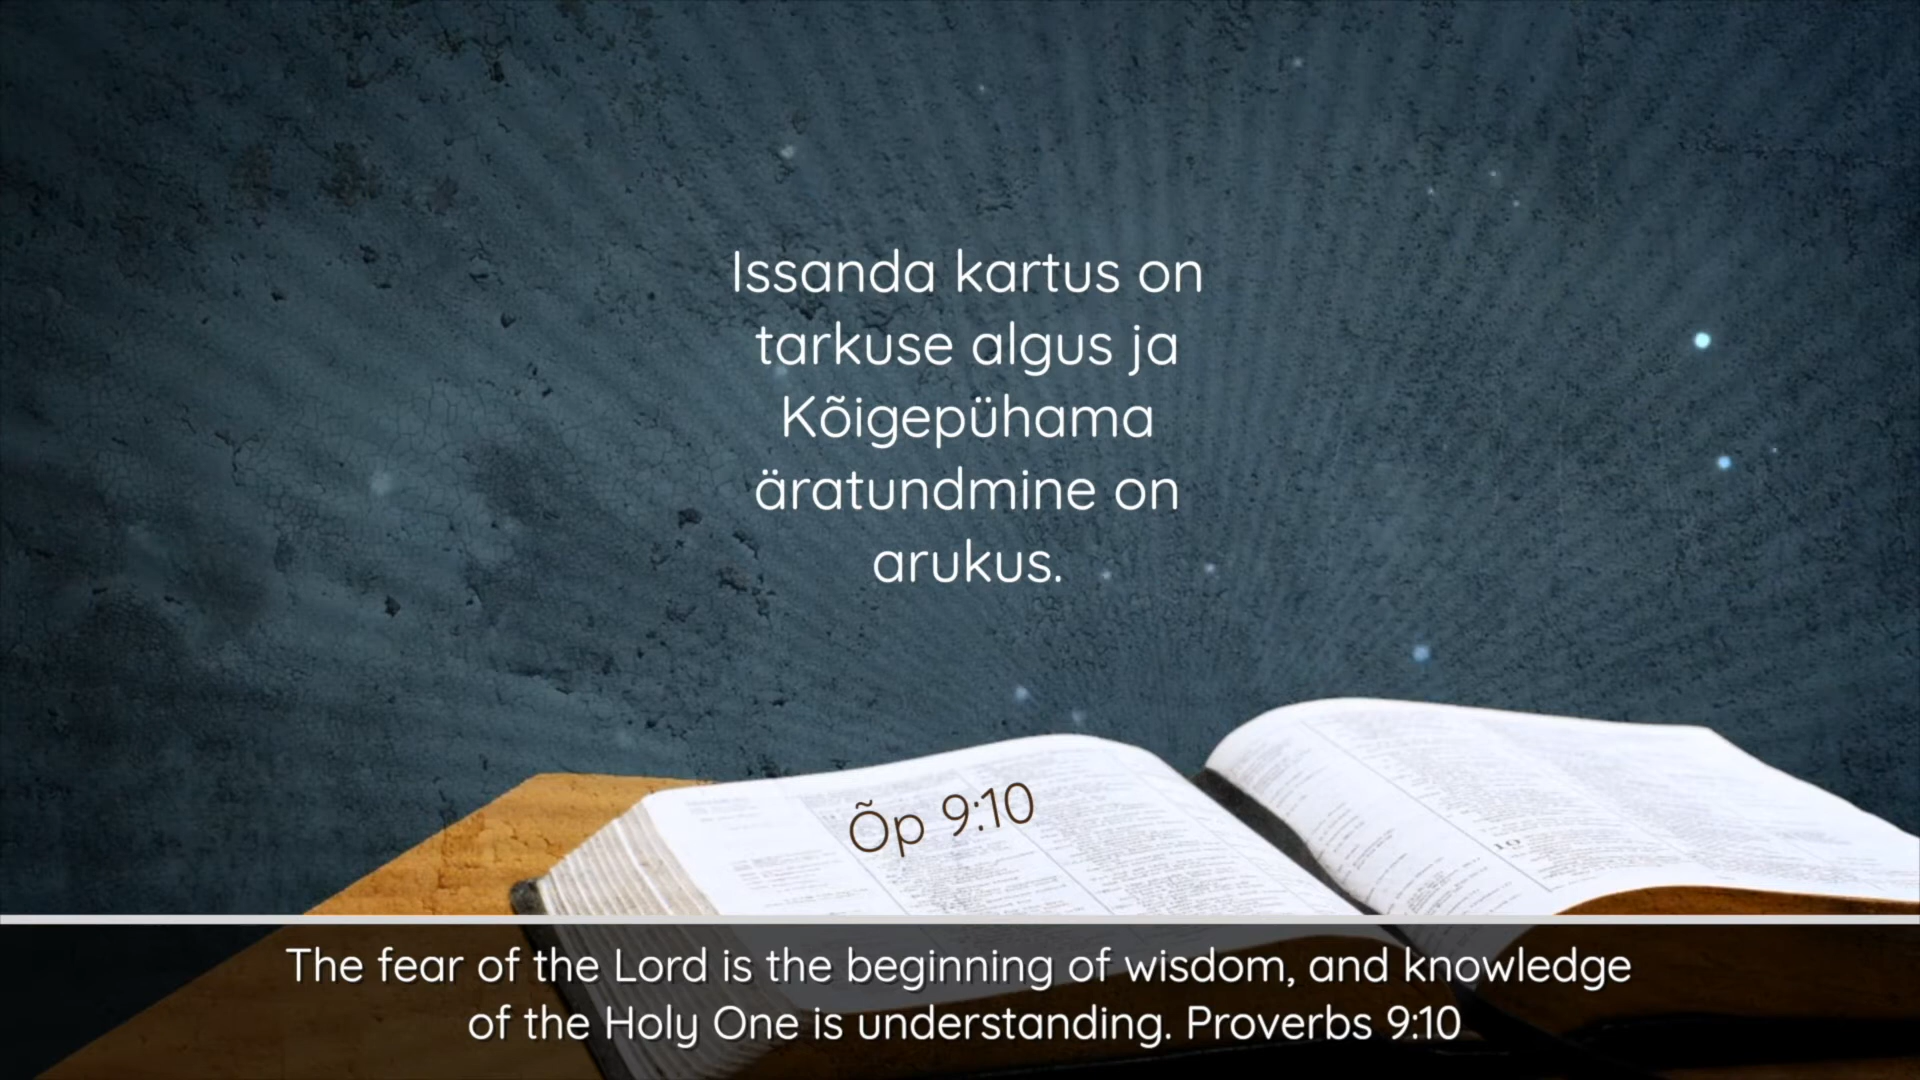 Issanda kartus on
tarkuse algus ja
Kõigepühama
äratundmine on
arukus.
Õp 9:10
10
The fear of the Lord is the beginning of wisdom, and knowledge
of the Holy One is understanding. Proverbs 9:10